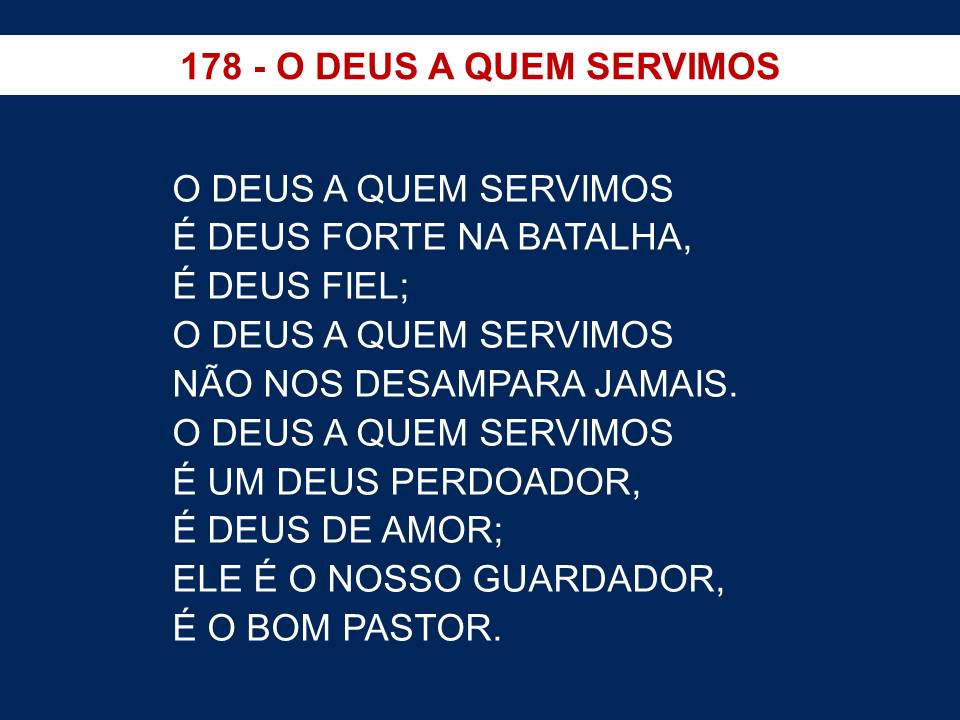 178 - O DEUS A QUEM SERVIMOS
O DEUS A QUEM SERVIMOS
É DEUS FORTE NA BATALHA,
É DEUS FIEL;
O DEUS A QUEM SERVIMOS
NÃO NOS DESAMPARA JAMAIS.
O DEUS A QUEM SERVIMOS
É UM DEUS PERDOADOR,
É DEUS DE AMOR;
ELE É O NOSSO GUARDADOR,
É O BOM PASTOR.